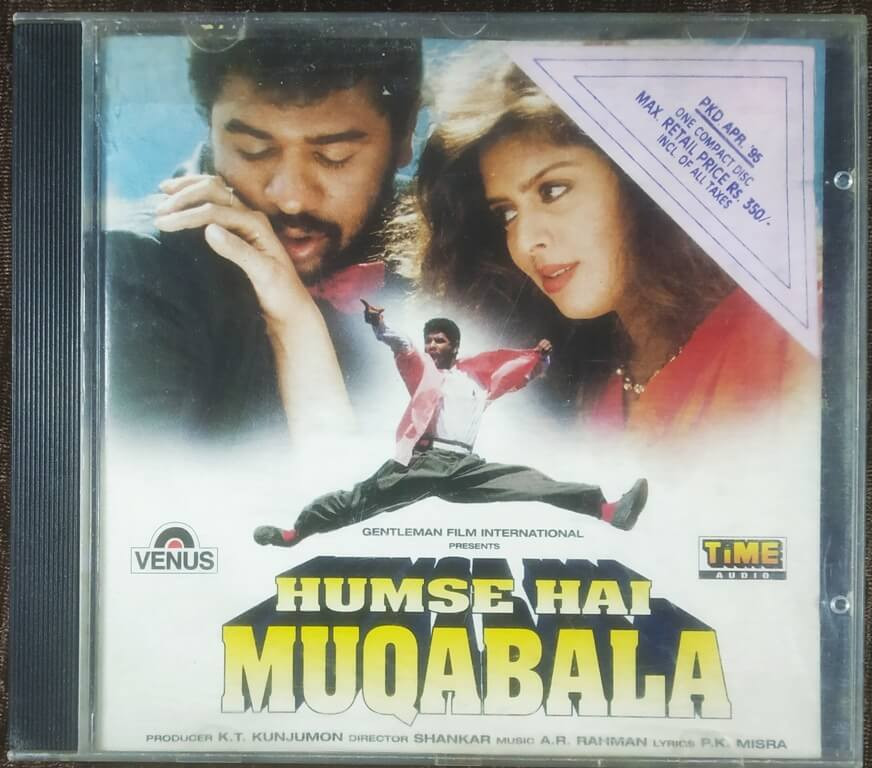 PKD. APR. '95
ONE COMPACT DISC
MAX. RETAIL PRICE RS. 350/-
INCL. OF ALL TAXES
GENTLEMAN FILM INTERNATIONAL
PRESENTS
VENUS
TiME
AUDIO
HUMSE HAI
MUQABALA
PRODUCER K.T. KUNJUMON DIRECTOR SHANKAR MUSIC A.R. RAHMAN LYRICS P.K. MISRA